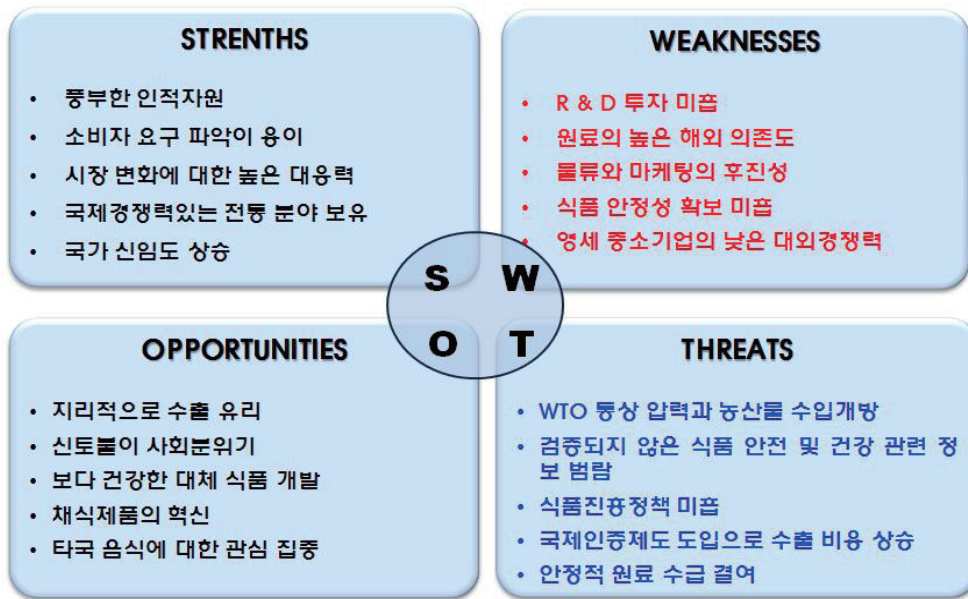 STRENTHS
• 풍부한 인적자원
• 소비자 요구 파악이 용이
• 시장 변화에 대한 높은 대응력
• 국제경쟁력있는 전통 분야 보유
• 국가 신임도 상승
WEAKNESSES
• R & D 투자 미흡
• 원료의 높은 해외 의존도
• 물류와 마케팅의 후진성
• 식품 안정성 확보 미흡
• 영세 중소기업의 낮은 대외경쟁력
S W
O T
OPPORTUNITIES
• 지리적으로 수출 유리
• 신토불이 사회분위기
• 보다 건강한 대체 식품 개발
• 채식제품의 혁신
• 타국 음식에 대한 관심 집중
THREATS
• WTO 통상 압력과 농산물 수입개방
• 검증되지 않은 식품 안전 및 건강 관련 정
보 범람
• 식품진흥정책 미흡
• 국제인증제도 도입으로 수출 비용 상승
• 안정적 원료 수급 결여